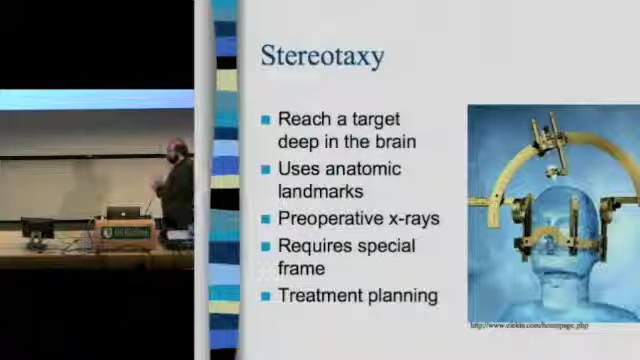 Stereotaxy
Reach a target
deep in the brain
Uses anatomic
landmarks
Preoperative x-rays
Requires special
frame
Treatment planning